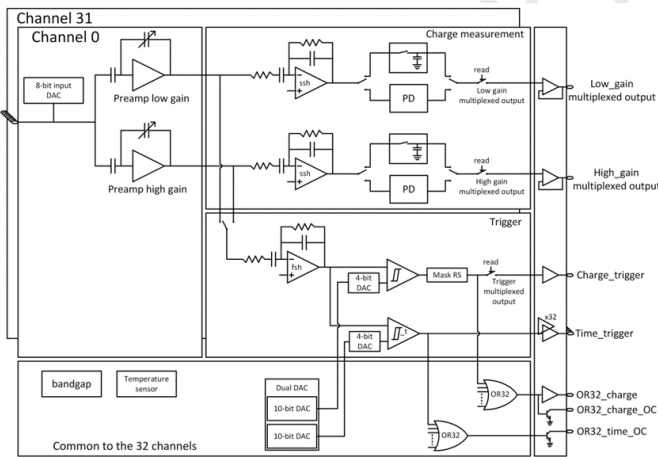 Channel 31
Channel 0
8-bit input
DAC
Preamp low gain
Preamp high gain
Charge measurement
ssh
PD
read
Low gain
multiplexed output
Low_gain
multiplexed output
ssh
PD
read
High gain
multiplexed output
High_gain
multiplexed output
Trigger
fsh
4-bit
DAC
Mask RS
read
Trigger
multiplexed
output
Charge_trigger
4-bit
DAC
x32
Time_trigger
bandgap
Temperature
sensor
Dual DAC
10-bit DAC
10-bit DAC
OR32
OR32
OR32_charge
OR32_charge_OC
OR32_time_OC
Common to the 32 channels